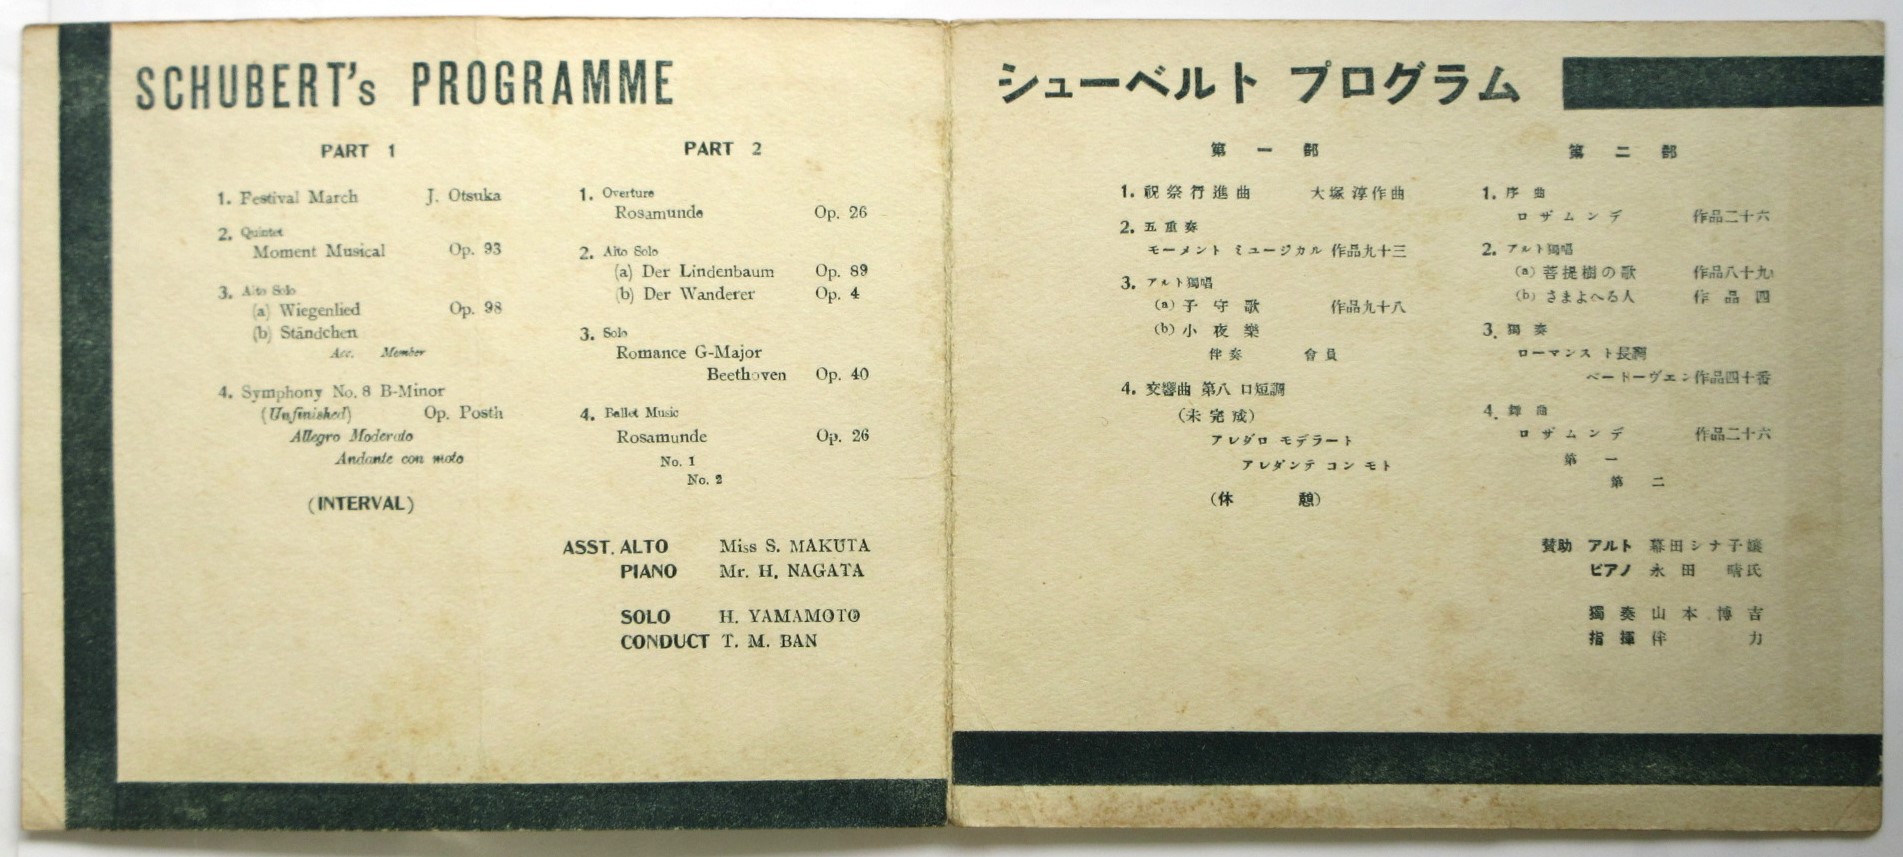 SCHUBERT's PROGRAMME
PART 1
1. Festival March J. Otsuka
2. Quintet
Moment Musical Op. 93
3. Alto Solo
(a) Wiegenlied Op. 98
(b) Ständchen
Acc. Member
4. Symphony No. 8 B-Minor
(Unfinished) Op. Posth
Allegro Moderato
Andante con moto
(INTERVAL)
PART 2
1. Overture
Rosamunde Op. 26
2. Alto Solo
(a) Der Lindenbaum Op. 89
(b) Der Wanderer Op. 4
3. Solo
Romance G-Major
Beethoven Op. 40
4. Ballet Music
Rosamunde Op. 26
No. 1
No. 2
ASST. ALTO Miss S. MAKUTA
PIANO Mr. H. NAGATA
SOLO H. YAMAMOTO
CONDUCT T. M. BAN
シューベルト プログラム
第一部
1. 祝祭行進曲 大塚淳作曲
2. 五重奏
モーメント ミュージカル 作品九十三
3. アルト獨唱
(a) 子守歌 作品九十八
(b) 小夜樂
伴奏 會員
4. 交響曲 第八 ロ短調
(未完成)
アレグロ モデラート
アレダンテ コン モト
(休憩)
第二部
1. 序曲
ロザムンデ 作品二十六
2. アルト獨唱
(a) 菩提樹の歌 作品八十九
(b) さまよへる人 作品四
3. 獨奏
ローマンス ト長調
ベートーヴェン作品四十番
4. 舞曲
ロザムンデ 作品二十六
第一
第二
賛助 アルト 幕田シナ子嬢
ピアノ 永田 晴氏
獨奏 山本博吉
指揮 伴 力